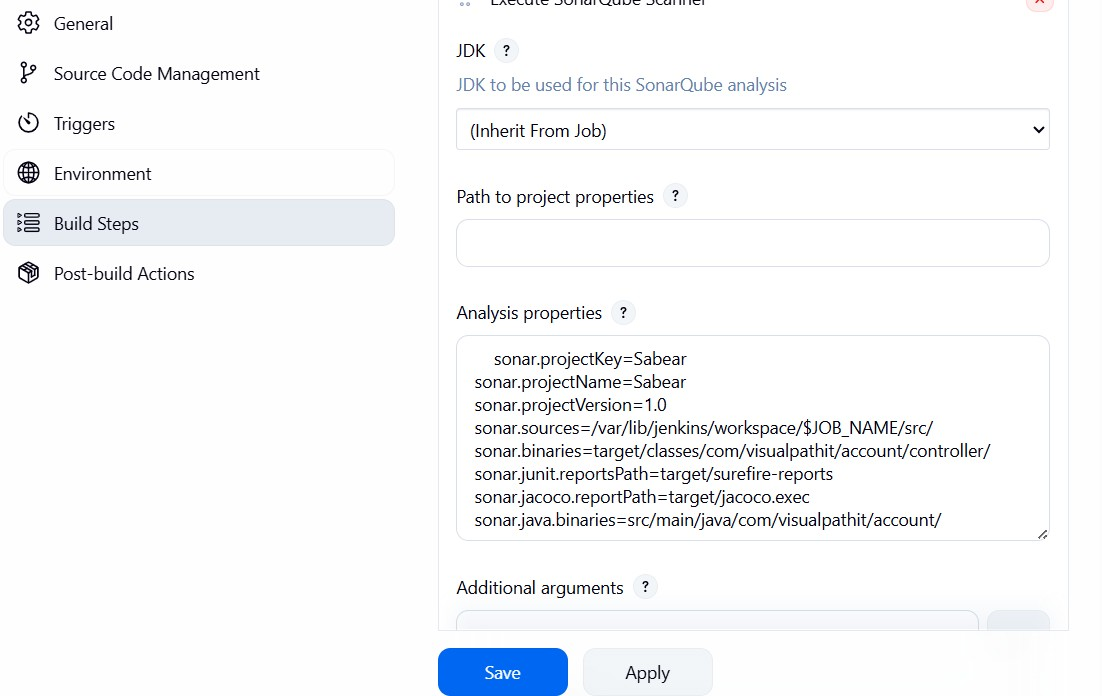 General
Source Code Management
Triggers
Environment
Build Steps
Post-build Actions
Execute SonarQube Scanner
JDK ?
JDK to be used for this SonarQube analysis
(Inherit From Job)
Path to project properties ?
Analysis properties ?
sonar.projectKey=Sabear
sonar.projectName=Sabear
sonar.projectVersion=1.0
sonar.sources=/var/lib/jenkins/workspace/$JOB_NAME/src/
sonar.binaries=target/classes/com/visualpathit/account/controller/
sonar.junit.reportsPath=target/surefire-reports
sonar.jacoco.reportPath=target/jacoco.exec
sonar.java.binaries=src/main/java/com/visualpathit/account/
Additional arguments ?
Save
Apply